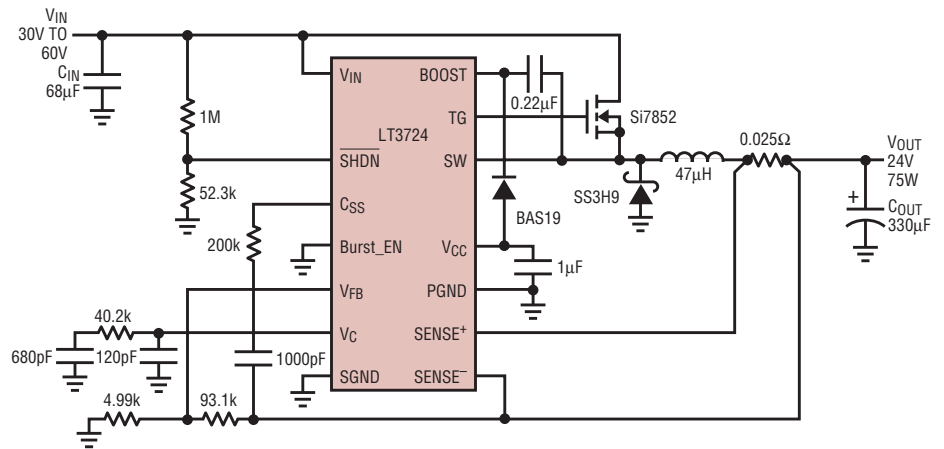 VIN
30V TO
60V
CIN
68µF
1M
52.3k
200k
40.2k
680pF
120pF
1000pF
4.99k
93.1k
LT3724
VIN
SHDN
CSS
Burst_EN
VFB
VC
SGND
BOOST
TG
SW
VCC
PGND
SENSE+
SENSE−
0.22µF
Si7852
BAS19
1µF
SS3H9
47µH
0.025Ω
VOUT
24V
75W
+
COUT
330µF